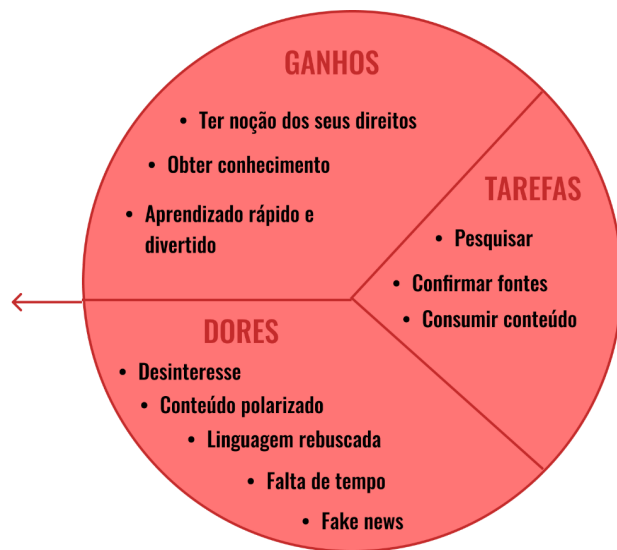 GANHOS
• Ter noção dos seus direitos
• Obter conhecimento
• Aprendizado rápido e
divertido
TAREFAS
• Pesquisar
• Confirmar fontes
• Consumir conteúdo
DORES
• Desinteresse
• Conteúdo polarizado
• Linguagem rebuscada
• Falta de tempo
• Fake news